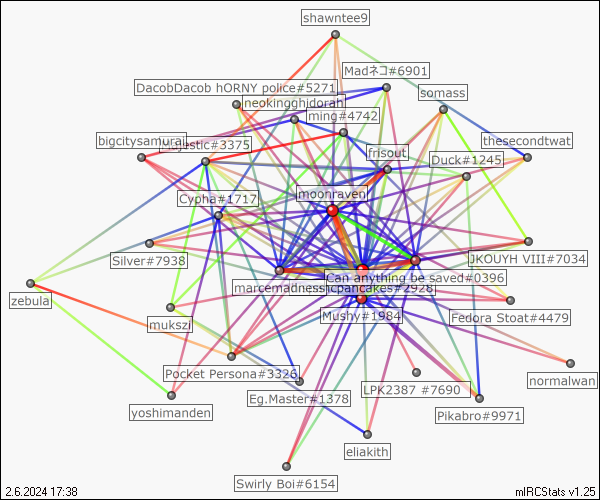 shawntee9
Madネコ#6901
DacobDacob hORNY police#5271
somass
neokingghidorah
ming#4742
bigcitysamurai
thesecondtwat
#3375
frisout
Duck#1245
moonraven
Cypha#1717
Silver#7938
JKOUYH VIII#7034
Can anything be saved#0396
marcemadness
#2928
zebula
Mushy#1984
Fedora Stoat#4479
mukszi
Pocket Persona#3326
normalwan
LPK2387 #7690
Eg.Master#1378
yoshimanden
Pikabro#9971
eliakith
Swirly Boi#6154
2.6.2024 17:38
mIRCStats v1.25